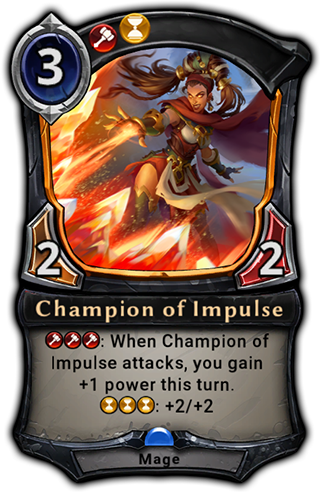 3
2
2
Champion of Impulse
: When Champion of
Impulse attacks, you gain
+1 power this turn.
: +2/+2
Mage